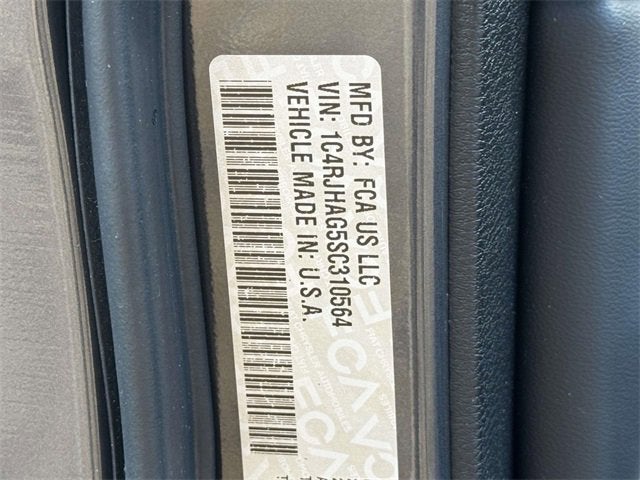 MFD BY: FCA US LLC
VIN: 1C4RJHAG5SC310564
VEHICLE MADE IN: U.S.A.